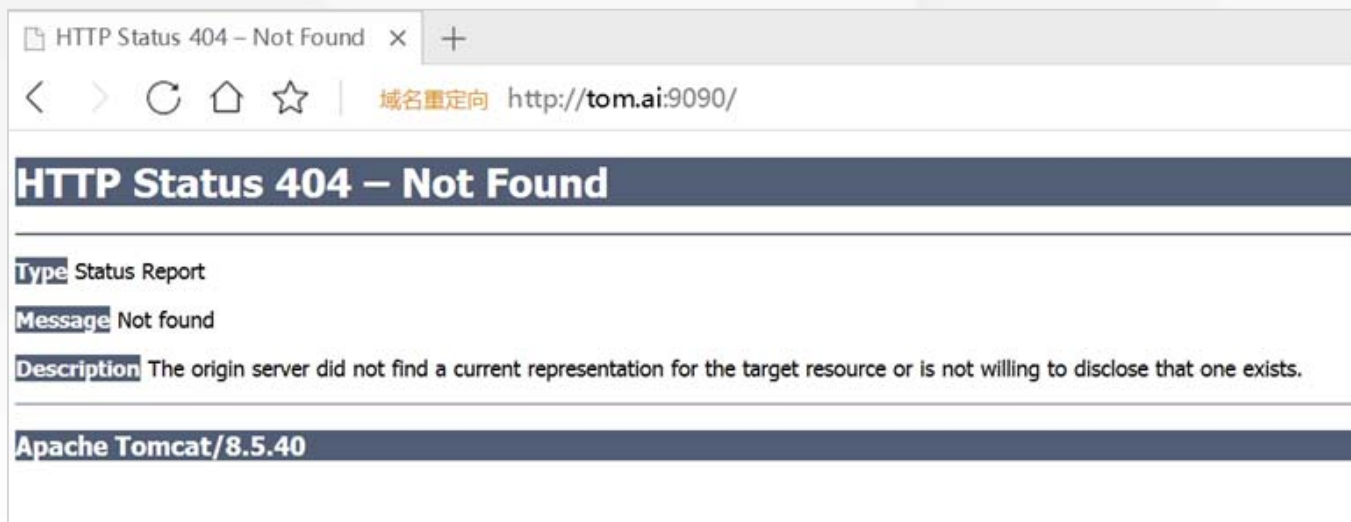 HTTP Status 404 – Not Found
域名重定向 http://tom.ai:9090/
HTTP Status 404 – Not Found
Type Status Report
Message Not found
Description The origin server did not find a current representation for the target resource or is not willing to disclose that one exists.
Apache Tomcat/8.5.40